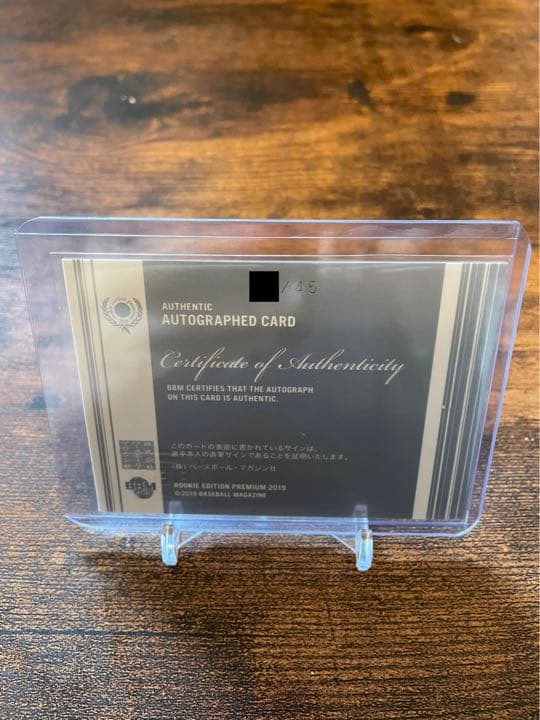 /45
AUTHENTIC
AUTOGRAPHED CARD
Certificate of Authenticity
BBM CERTIFIES THAT THE AUTOGRAPH
ON THIS CARD IS AUTHENTIC.
このカードの表面に書かれているサインは、
選手本人の直筆サインであることを証明いたします。
(株)ベースボール・マガジン社
BBM
ROOKIE EDITION PREMIUM 2019
©2019 BASEBALL MAGAZINE